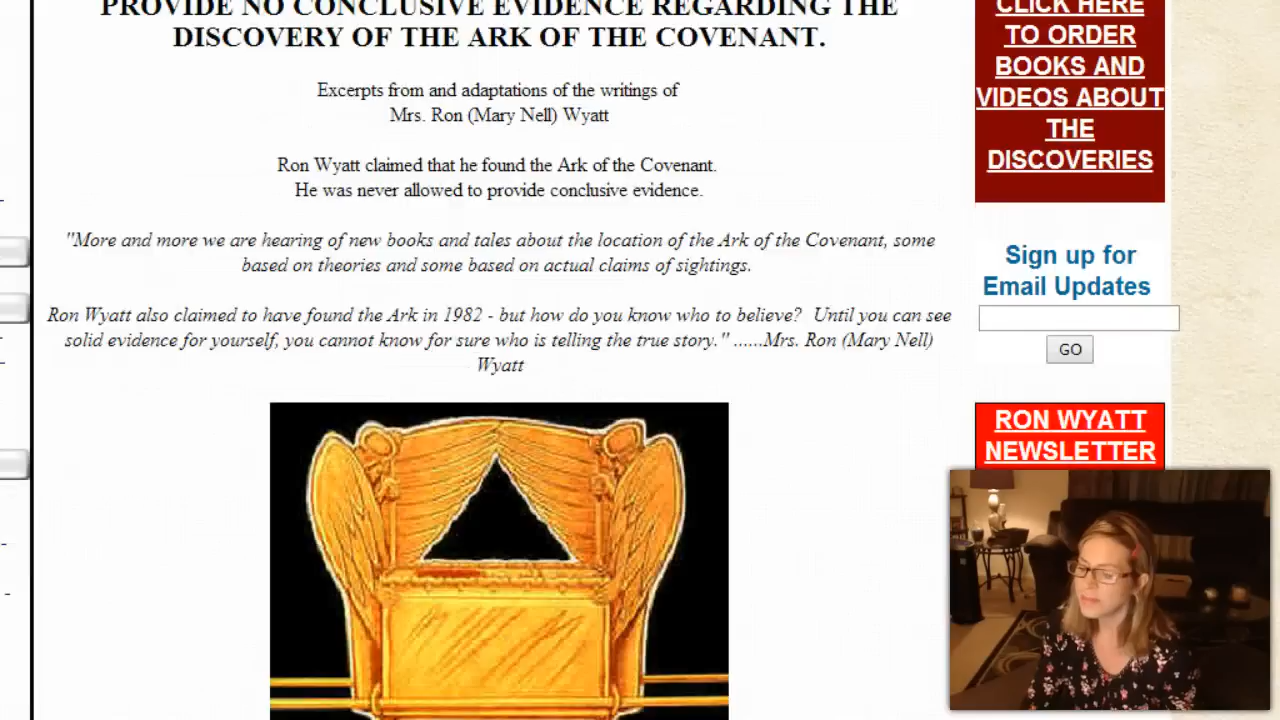 PROVIDE NO CONCLUSIVE EVIDENCE REGARDING THE
DISCOVERY OF THE ARK OF THE COVENANT.
Excerpts from and adaptations of the writings of
Mrs. Ron (Mary Nell) Wyatt
Ron Wyatt claimed that he found the Ark of the Covenant.
He was never allowed to provide conclusive evidence.
"More and more we are hearing of new books and tales about the location of the Ark of the Covenant, some
based on theories and some based on actual claims of sightings.
Ron Wyatt also claimed to have found the Ark in 1982 - but how do you know who to believe?  Until you can see
solid evidence for yourself, you cannot know for sure who is telling the true story." ......Mrs. Ron (Mary Nell)
Wyatt
CLICK HERE
TO ORDER
BOOKS AND
VIDEOS ABOUT
THE
DISCOVERIES
Sign up for
Email Updates
GO
RON WYATT
NEWSLETTER